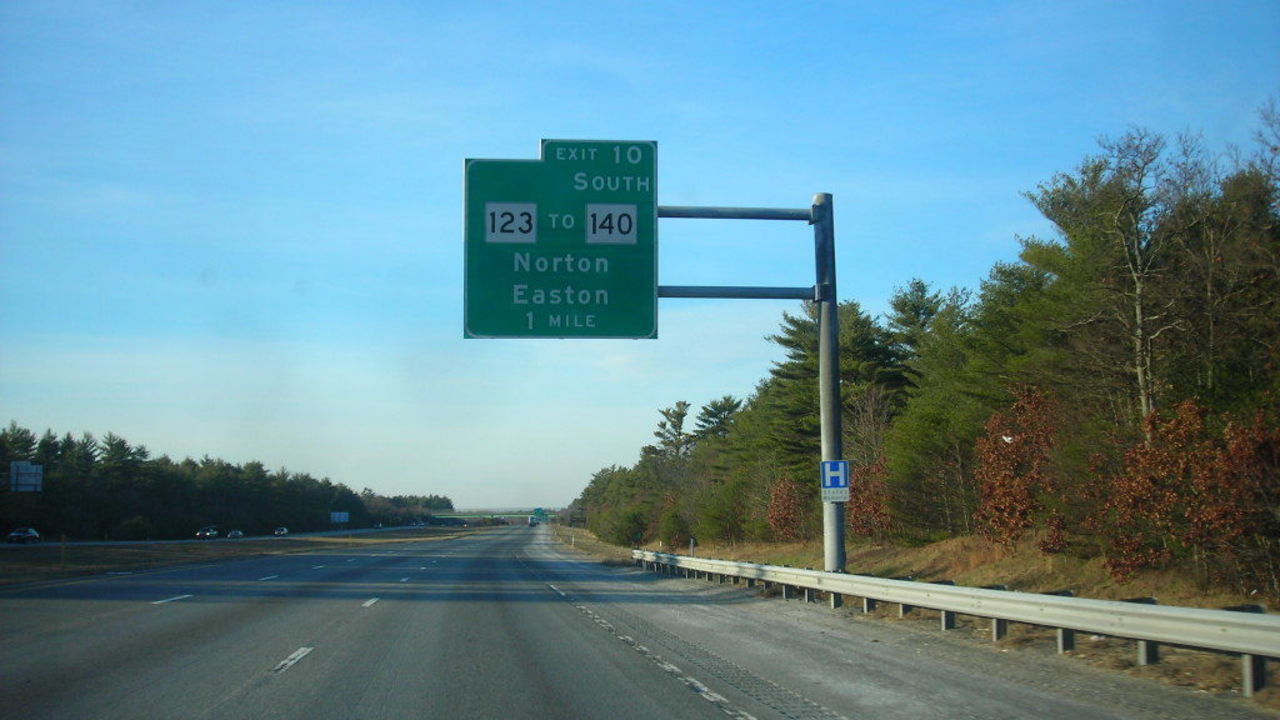 EXIT 10
SOUTH
123 TO 140
Norton
Easton
1 MILE
H